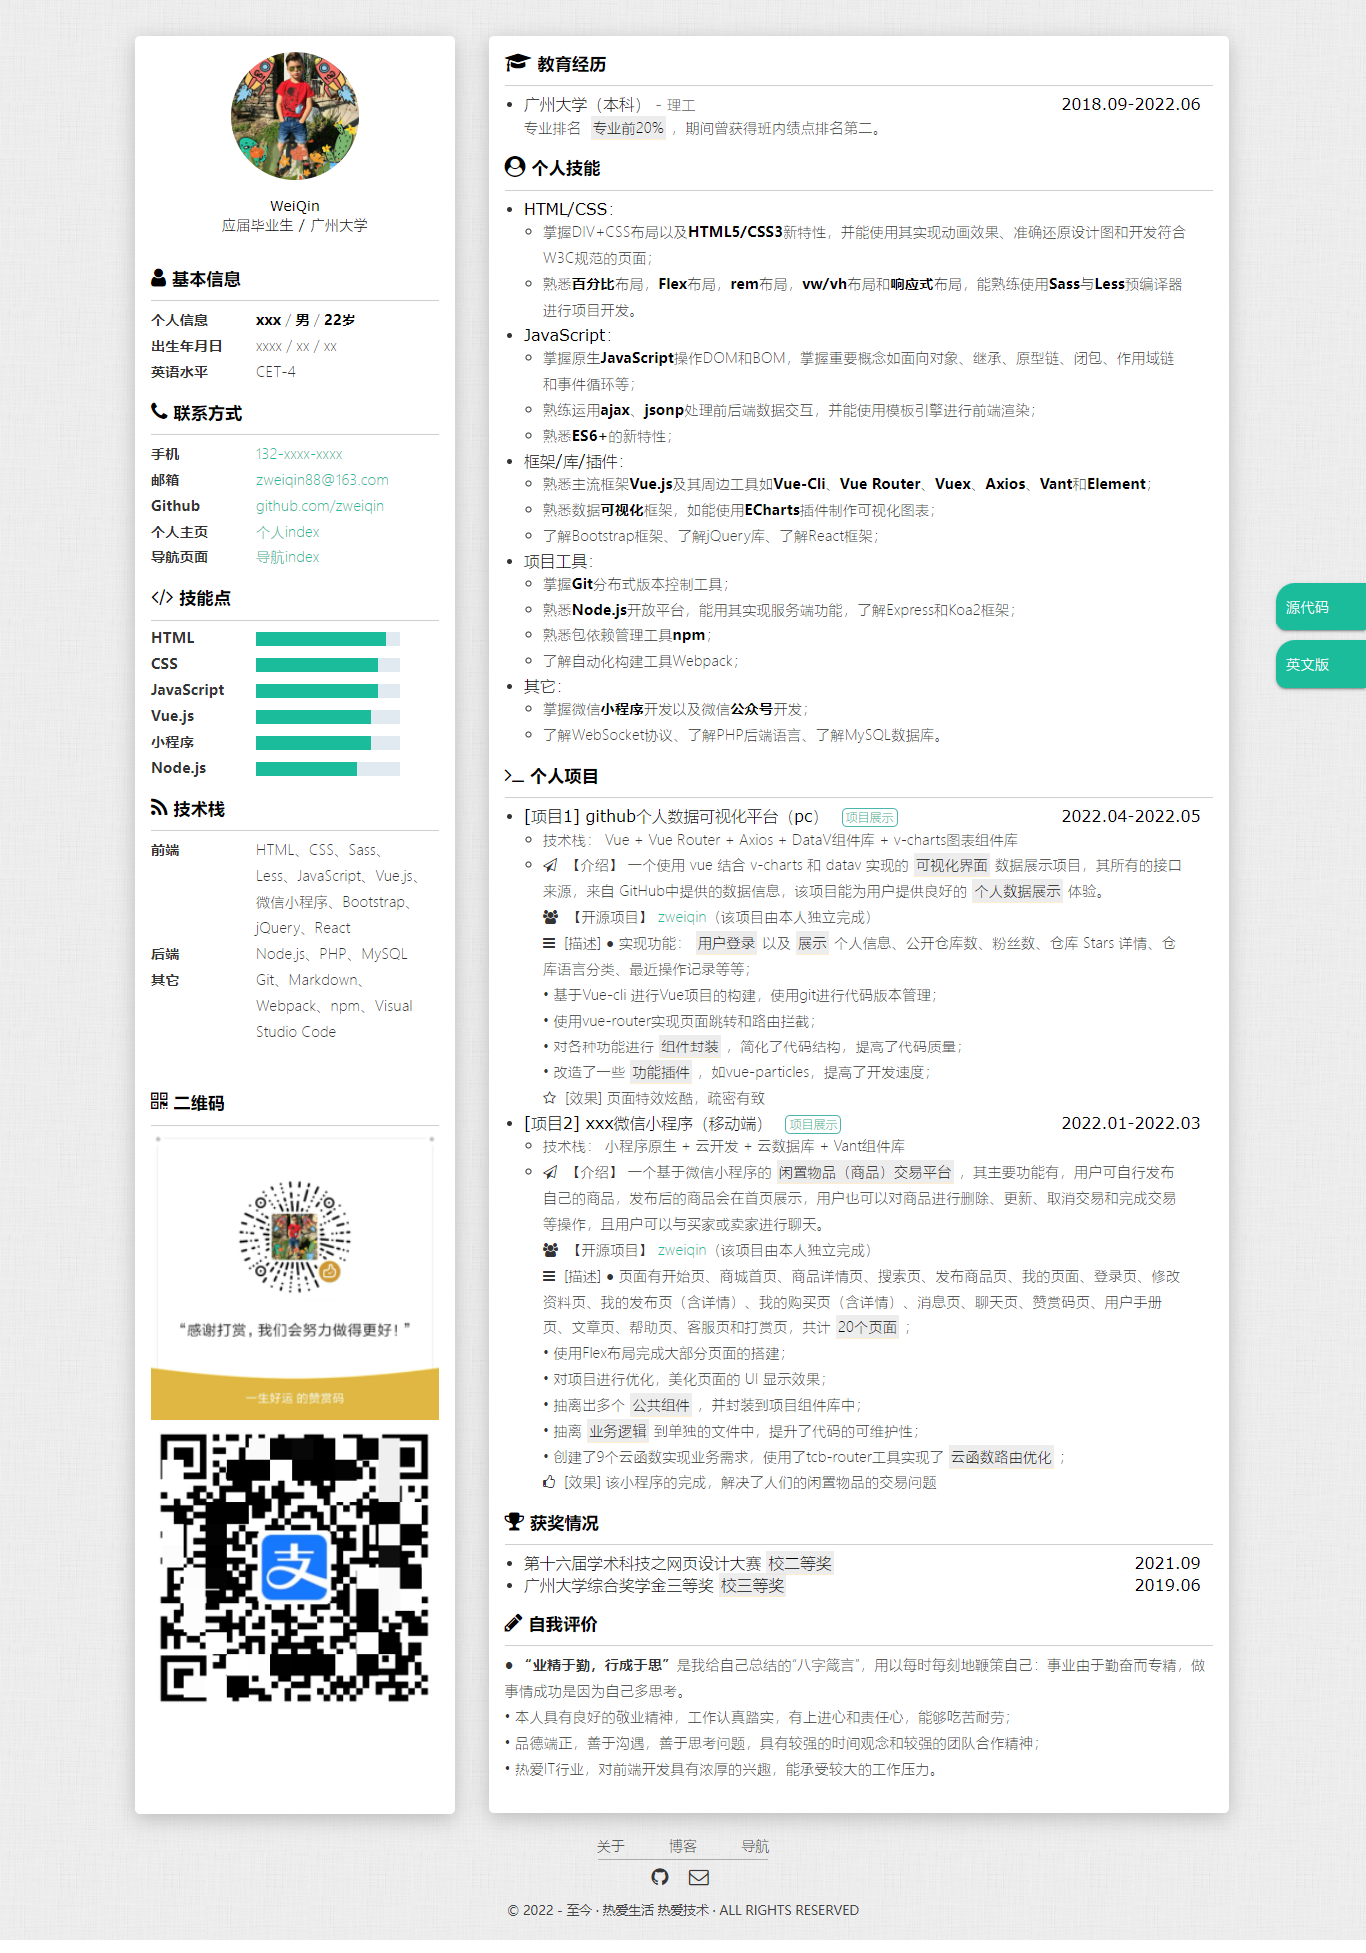 WeiQin
应届毕业生 / 广州大学
基本信息
个人信息 xxx / 男 / 22岁
出生年月日 xxxx / xx / xx
英语水平 CET-4
联系方式
手机 132-xxxx-xxxx
邮箱 zweiqin88@163.com
Github github.com/zweiqin
个人主页 个人index
导航页面 导航index
技能点
HTML
CSS
JavaScript
Vue.js
小程序
Node.js
技术栈
前端 HTML、CSS、Sass、
Less、JavaScript、Vue.js、
微信小程序、Bootstrap、
jQuery、React
后端 Node.js、PHP、MySQL
其它 Git、Markdown、
Webpack、npm、Visual
Studio Code
二维码
“感谢打赏，我们会努力做得更好！”
一生好运 的赞赏码
支
教育经历
广州大学（本科） - 理工 2018.09-2022.06
专业排名 专业前20% ，期间曾获得班内绩点排名第二。
个人技能
HTML/CSS：
掌握DIV+CSS布局以及HTML5/CSS3新特性，并能使用其实现动画效果、准确还原设计图和开发符合
W3C规范的页面；
熟悉百分比布局，Flex布局，rem布局，vw/vh布局和响应式布局，能熟练使用Sass与Less预编译器
进行项目开发。
JavaScript：
掌握原生JavaScript操作DOM和BOM，掌握重要概念如面向对象、继承、原型链、闭包、作用域链
和事件循环等；
熟练运用ajax、jsonp处理前后端数据交互，并能使用模板引擎进行前端渲染；
熟悉ES6+的新特性；
框架/库/插件：
熟悉主流框架Vue.js及其周边工具如Vue-Cli、Vue Router、Vuex、Axios、Vant和Element；
熟悉数据可视化框架，如能使用ECharts插件制作可视化图表；
了解Bootstrap框架、了解jQuery库、了解React框架；
项目工具：
掌握Git分布式版本控制工具；
熟悉Node.js开放平台，能用其实现服务端功能，了解Express和Koa2框架；
熟悉包依赖管理工具npm；
了解自动化构建工具Webpack；
其它：
掌握微信小程序开发以及微信公众号开发；
了解WebSocket协议、了解PHP后端语言、了解MySQL数据库。
个人项目
[项目1] github个人数据可视化平台（pc） 项目展示 2022.04-2022.05
技术栈： Vue + Vue Router + Axios + DataV组件库 + v-charts图表组件库
【介绍】 一个使用 vue 结合 v-charts 和 datav 实现的 可视化界面 数据展示项目，其所有的接口
来源，来自 GitHub中提供的数据信息，该项目能为用户提供良好的 个人数据展示 体验。
【开源项目】 zweiqin（该项目由本人独立完成）
[描述] ● 实现功能： 用户登录 以及 展示 个人信息、公开仓库数、粉丝数、仓库 Stars 详情、仓
库语言分类、最近操作记录等等；
• 基于Vue-cli 进行Vue项目的构建，使用git进行代码版本管理；
• 使用vue-router实现页面跳转和路由拦截；
• 对各种功能进行 组件封装 ，简化了代码结构，提高了代码质量；
• 改造了一些 功能插件 ，如vue-particles，提高了开发速度；
[效果] 页面特效炫酷，疏密有致
[项目2] xxx微信小程序（移动端） 项目展示 2022.01-2022.03
技术栈： 小程序原生 + 云开发 + 云数据库 + Vant组件库
【介绍】 一个基于微信小程序的 闲置物品（商品）交易平台 ，其主要功能有，用户可自行发布
自己的商品，发布后的商品会在首页展示，用户也可以对商品进行删除、更新、取消交易和完成交易
等操作，且用户可以与买家或卖家进行聊天。
【开源项目】 zweiqin（该项目由本人独立完成）
[描述] ● 页面有开始页、商城首页、商品详情页、搜索页、发布商品页、我的页面、登录页、修改
资料页、我的发布页（含详情）、我的购买页（含详情）、消息页、聊天页、赞赏码页、用户手册
页、文章页、帮助页、客服页和打赏页，共计 20个页面 ；
• 使用Flex布局完成大部分页面的搭建；
• 对项目进行优化，美化页面的 UI 显示效果；
• 抽离出多个 公共组件 ，并封装到项目组件库中；
• 抽离 业务逻辑 到单独的文件中，提升了代码的可维护性；
• 创建了9个云函数实现业务需求，使用了tcb-router工具实现了 云函数路由优化 ；
[效果] 该小程序的完成，解决了人们的闲置物品的交易问题
获奖情况
第十六届学术科技之网页设计大赛 校二等奖 2021.09
广州大学综合奖学金三等奖 校三等奖 2019.06
自我评价
● “业精于勤，行成于思”是我给自己总结的“八字箴言”，用以每时每刻地鞭策自己：事业由于勤奋而专精，做
事情成功是因为自己多思考。
• 本人具有良好的敬业精神，工作认真踏实，有上进心和责任心，能够吃苦耐劳；
• 品德端正，善于沟通，善于思考问题，具有较强的时间观念和较强的团队合作精神；
• 热爱IT行业，对前端开发具有浓厚的兴趣，能承受较大的工作压力。
源代码
英文版
关于 博客 导航
© 2022 - 至今 · 热爱生活 热爱技术 · ALL RIGHTS RESERVED